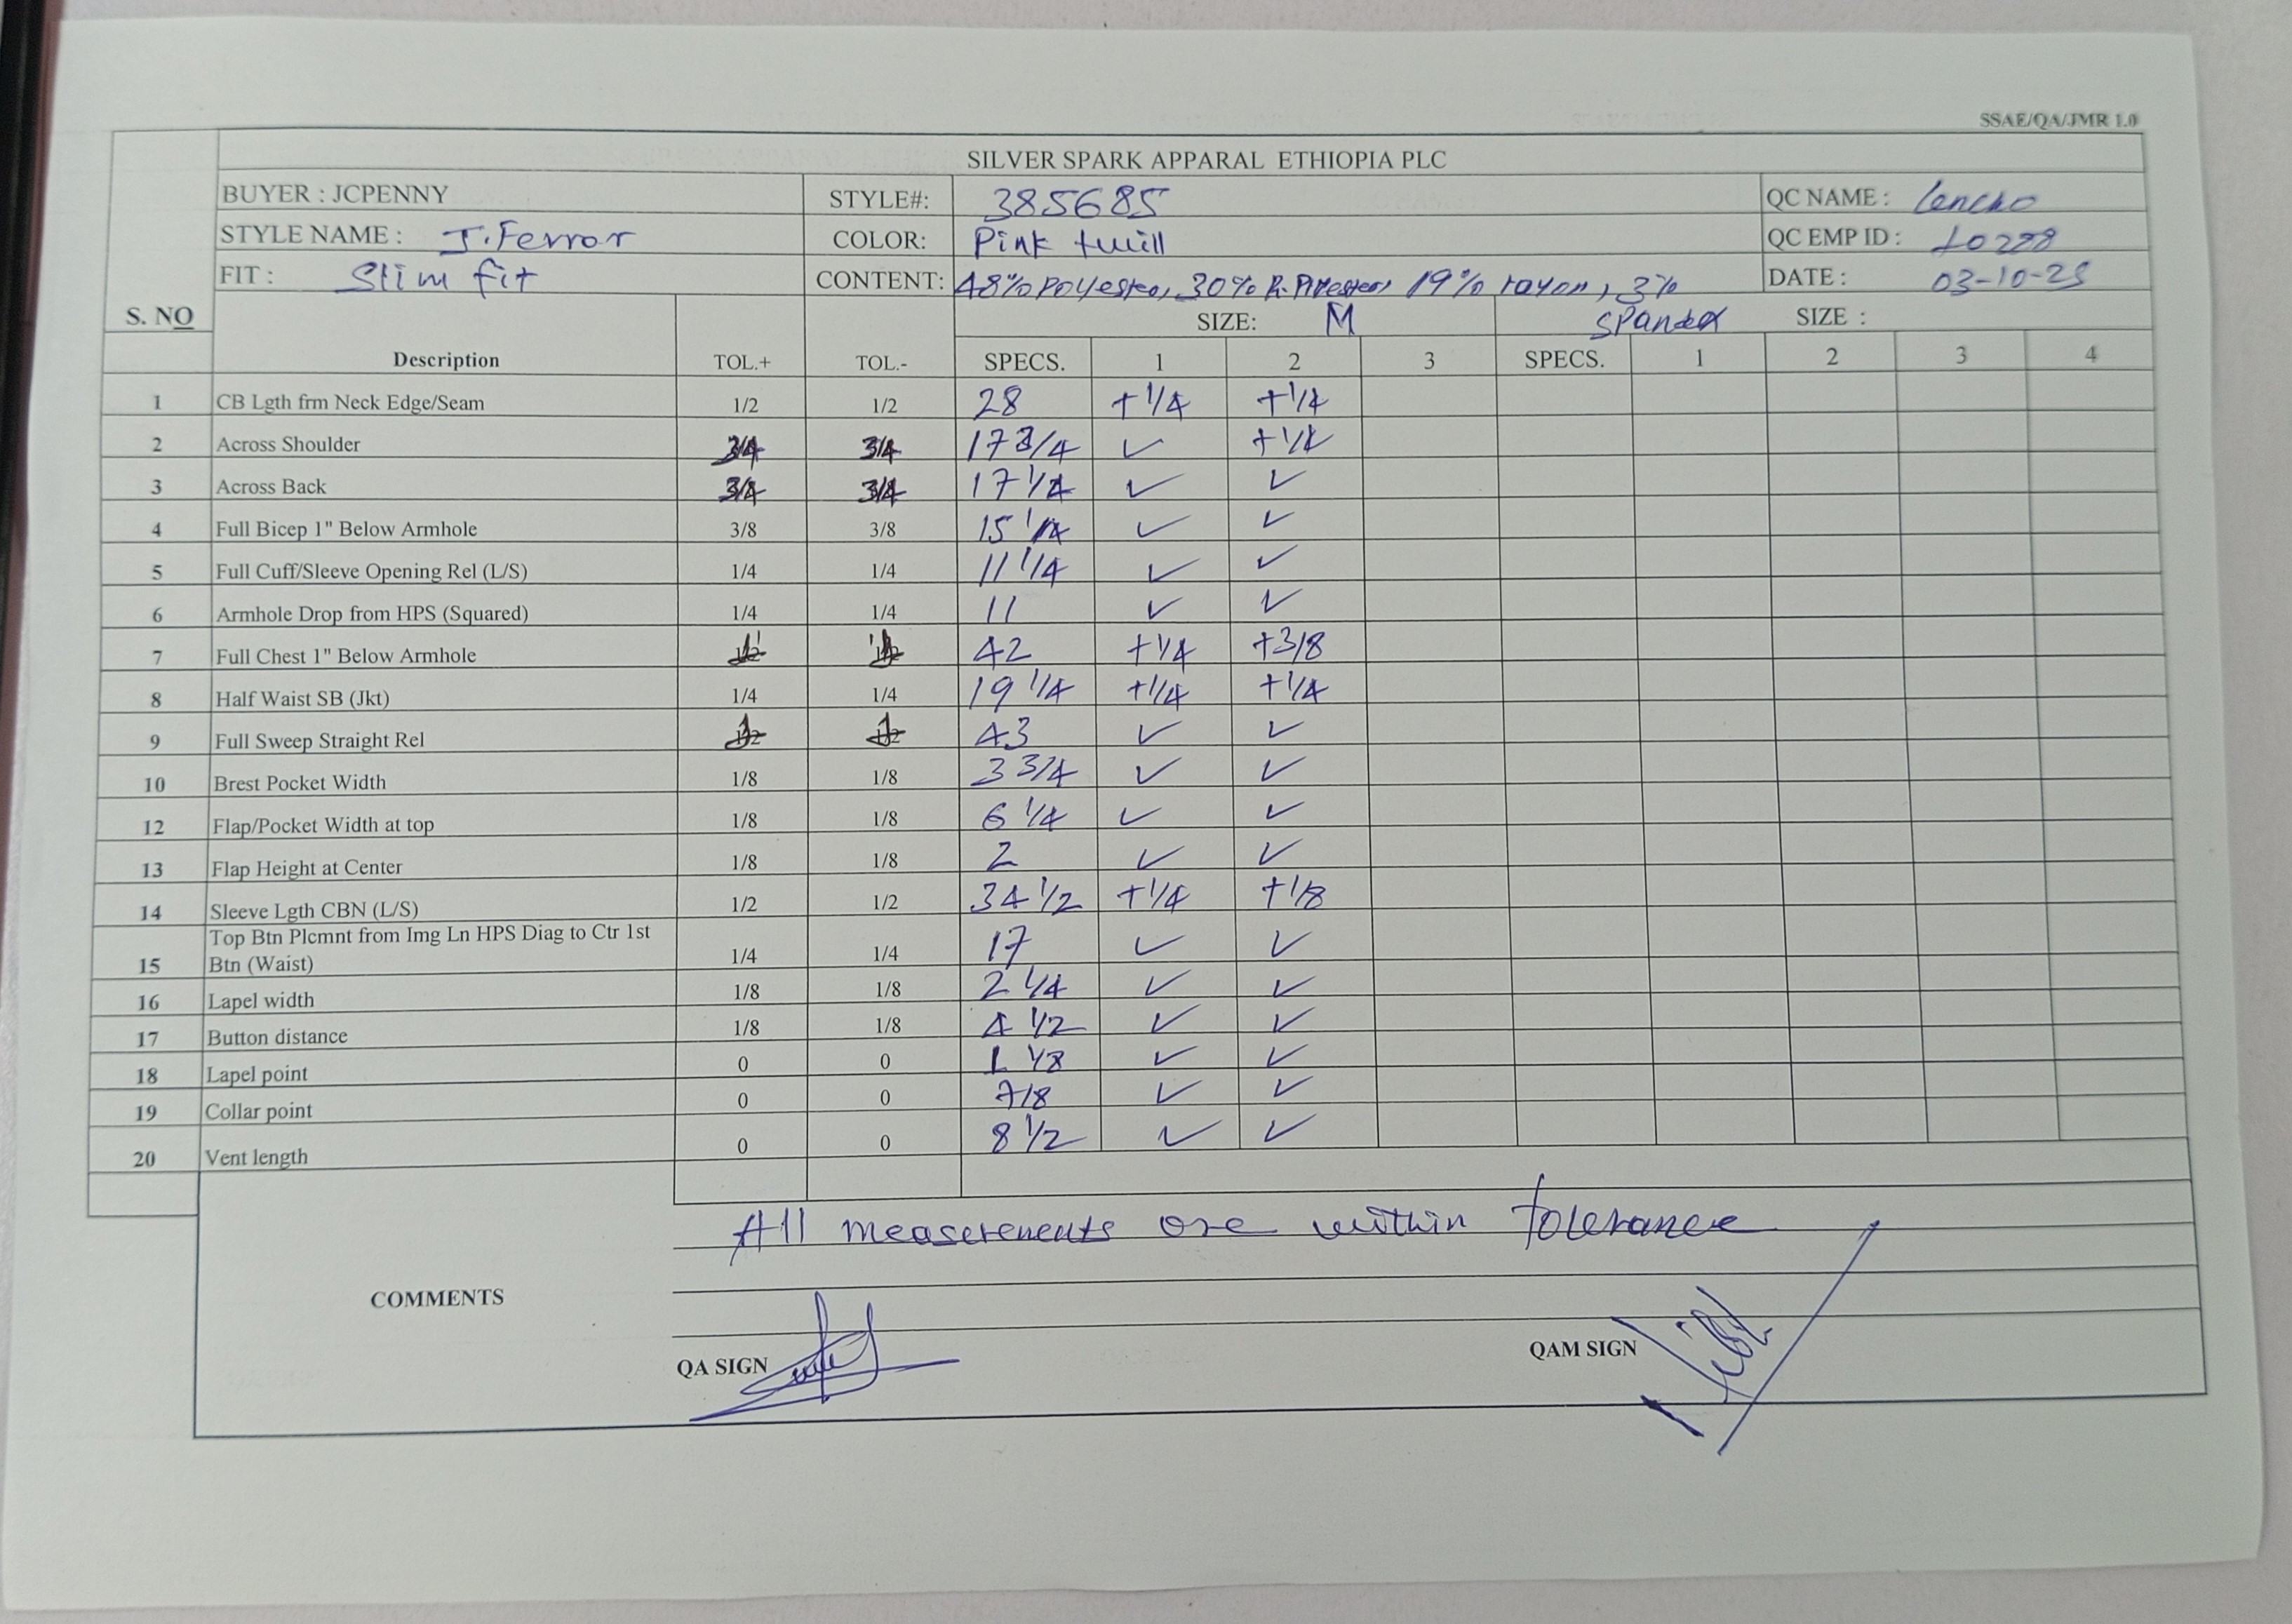 SSAE/QA/JMR 1.0
SILVER SPARK APPARAL ETHIOPIA PLC
BUYER : JCPENNY STYLE#: 385685 QC NAME : Lencho
STYLE NAME : J.Ferror COLOR: Pink twill QC EMP ID :
FIT : Slim fit CONTENT: 48% Polyester, 30% 19% rayon, 3% DATE : 03-10-25
S. NO SIZE: M Spandex SIZE :
Description TOL.+ TOL.- SPECS. 1 2 3 SPECS. 1 2 3 4
1 CB Lgth frm Neck Edge/Seam 1/2 1/2 28 +1/4 +1/4
2 Across Shoulder 3/4 3/4 17 3/4 ✓ +1/4
3 Across Back 3/4 3/4 17 1/4 ✓ ✓
4 Full Bicep 1" Below Armhole 3/8 3/8 15 1/4 ✓ ✓
5 Full Cuff/Sleeve Opening Rel (L/S) 1/4 1/4 11 1/4 ✓ ✓
6 Armhole Drop from HPS (Squared) 1/4 1/4 11 ✓ ✓
7 Full Chest 1" Below Armhole 42 +1/4 +3/8
8 Half Waist SB (Jkt) 1/4 1/4 19 1/4 +1/4 +1/4
9 Full Sweep Straight Rel 43 ✓ ✓
10 Brest Pocket Width 1/8 1/8 3 3/4 ✓ ✓
12 Flap/Pocket Width at top 1/8 1/8 6 1/4 ✓ ✓
13 Flap Height at Center 1/8 1/8 2 ✓ ✓
14 Sleeve Lgth CBN (L/S) 1/2 1/2 34 1/2 +1/4 +1/8
Top Btn Plcmnt from Img Ln HPS Diag to Ctr 1st
15 Btn (Waist) 1/4 1/4 17 ✓ ✓
16 Lapel width 1/8 1/8 2 1/4 ✓ ✓
17 Button distance 1/8 1/8 4 1/2 ✓ ✓
18 Lapel point 0 0 1 1/8 ✓ ✓
19 Collar point 0 0 7/8 ✓ ✓
20 Vent length 0 0 8 1/2 ✓ ✓
All measerements are within tolerance
COMMENTS
QA SIGN QAM SIGN